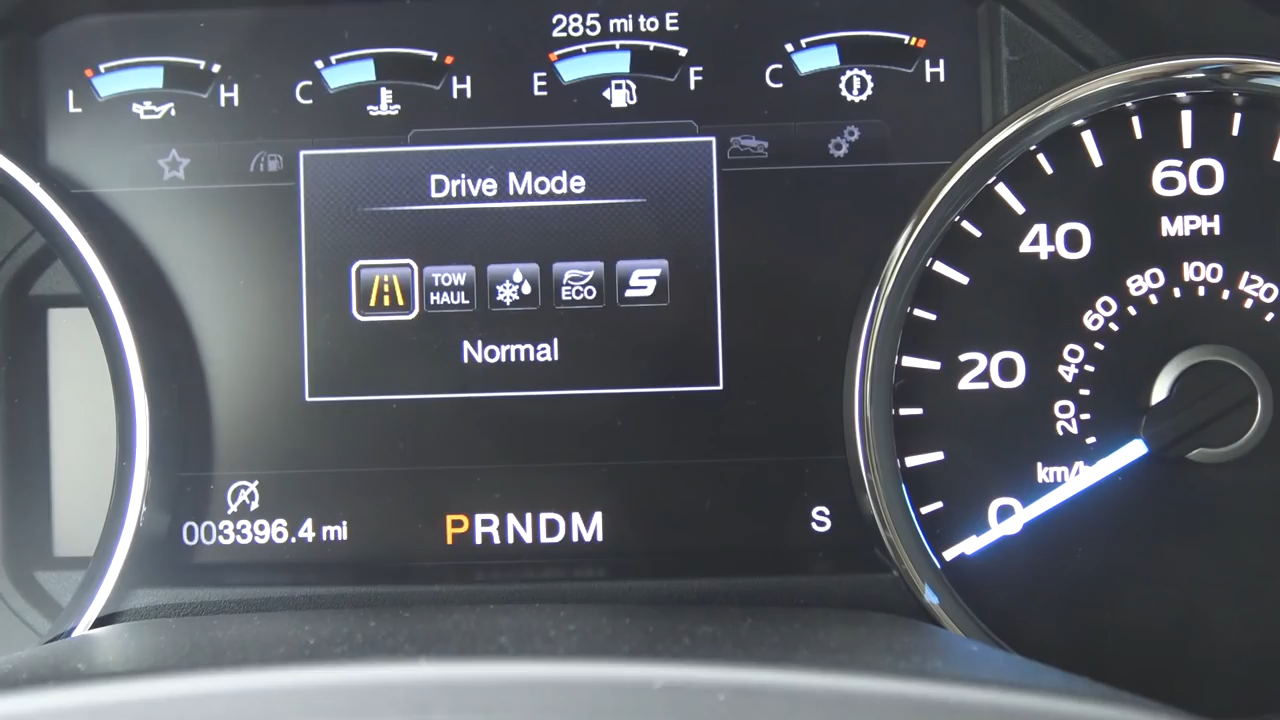 285 mi to E
L H
C H
E F
C H
Drive Mode
TOW
HAUL
ECO
S
Normal
003396.4 mi
PRNDM
S
60
MPH
40
20
0
20
40
60
80
100
120
km/h